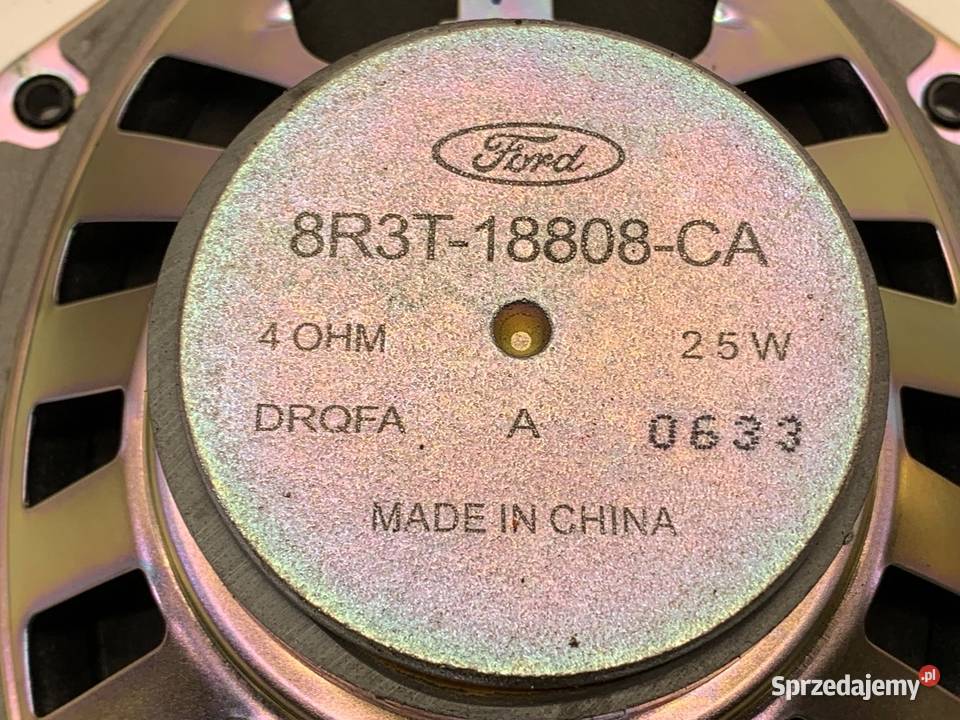 Ford
8R3T-18808-CA
4 OHM 25W
DRQFA A 0633
MADE IN CHINA
Sprzedajemy.pl